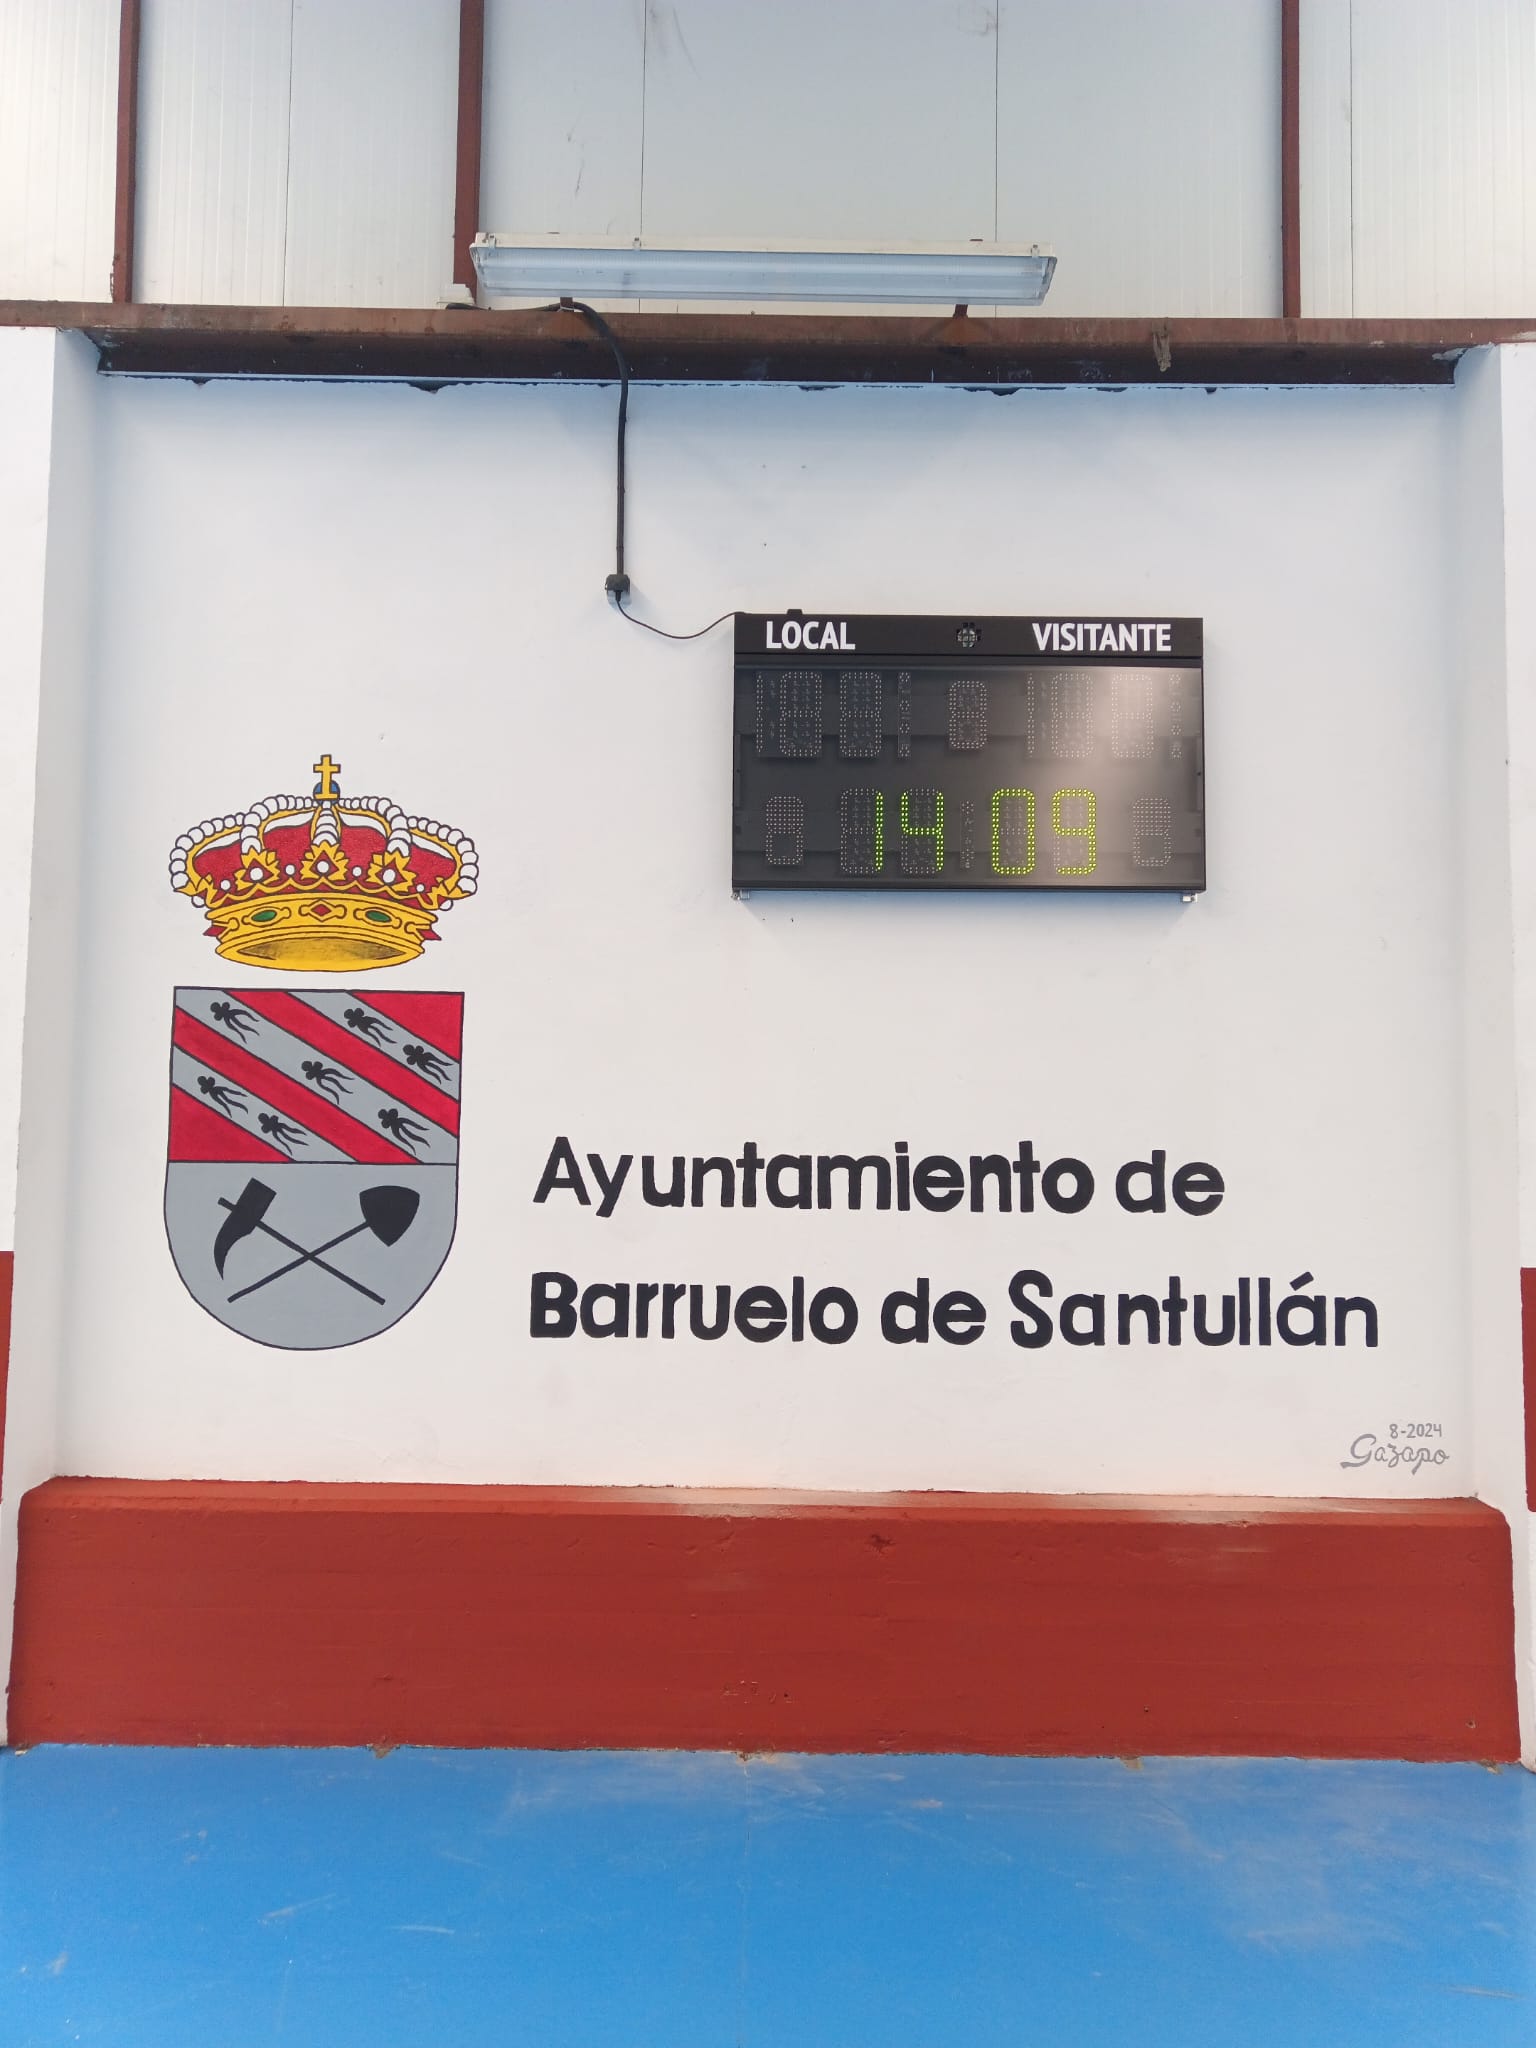 LOCAL VISITANTE
14 09
Ayuntamiento de
Barruelo de Santullán
8-2024
Gazapo